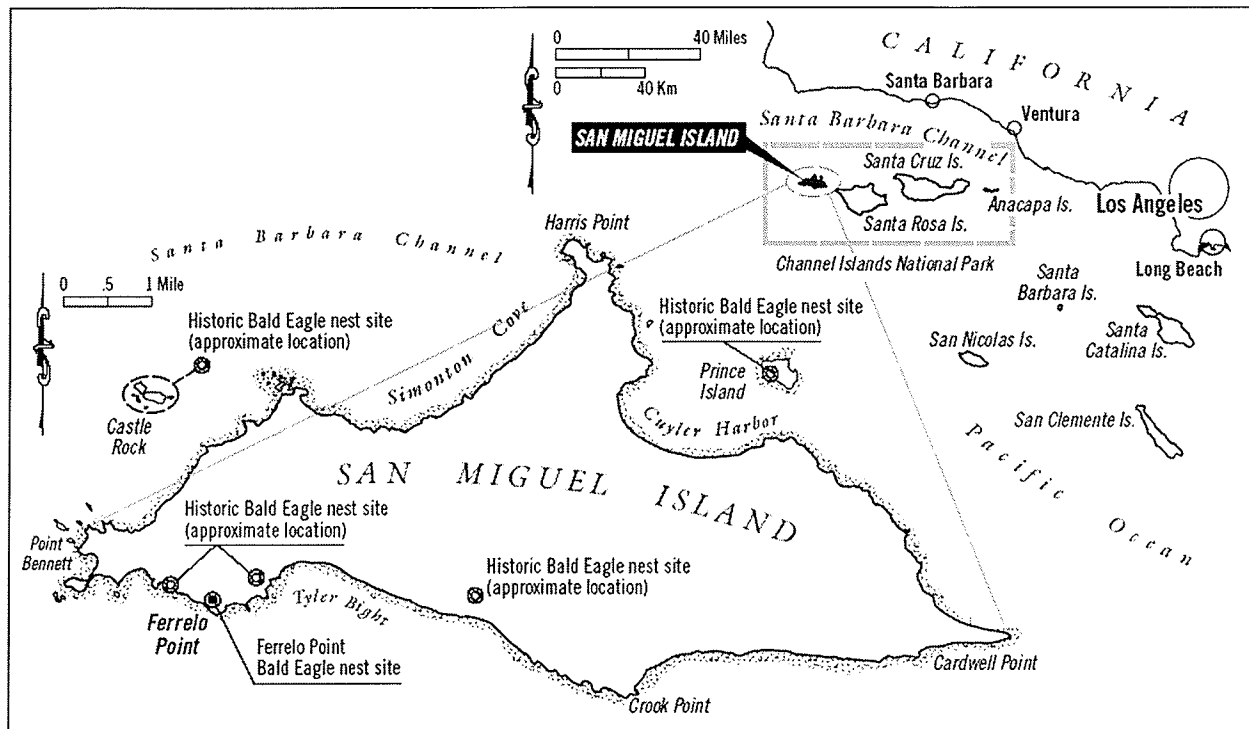 0 40 Miles
0 40 Km
CALIFORNIA
Santa Barbara
Ventura
Santa Barbara Channel
SAN MIGUEL ISLAND
Santa Cruz Is.
Santa Rosa Is.
Anacapa Is.
Los Angeles
Long Beach
Channel Islands National Park
Santa
Barbara Is.
San Nicolas Is.
Santa
Catalina Is.
San Clemente Is.
Pacific Ocean
Santa Barbara Channel
Harris Point
0 .5 1 Mile
Historic Bald Eagle nest site
(approximate location)
Castle
Rock
Simonton Cove
Historic Bald Eagle nest site
(approximate location)
Prince
Island
Cuyler Harbor
SAN MIGUEL ISLAND
Historic Bald Eagle nest site
(approximate location)
Point
Bennett
Historic Bald Eagle nest site
(approximate location)
Ferrelo
Point
Tyler Bight
Ferrelo Point
Bald Eagle nest site
Cardwell Point
Crook Point